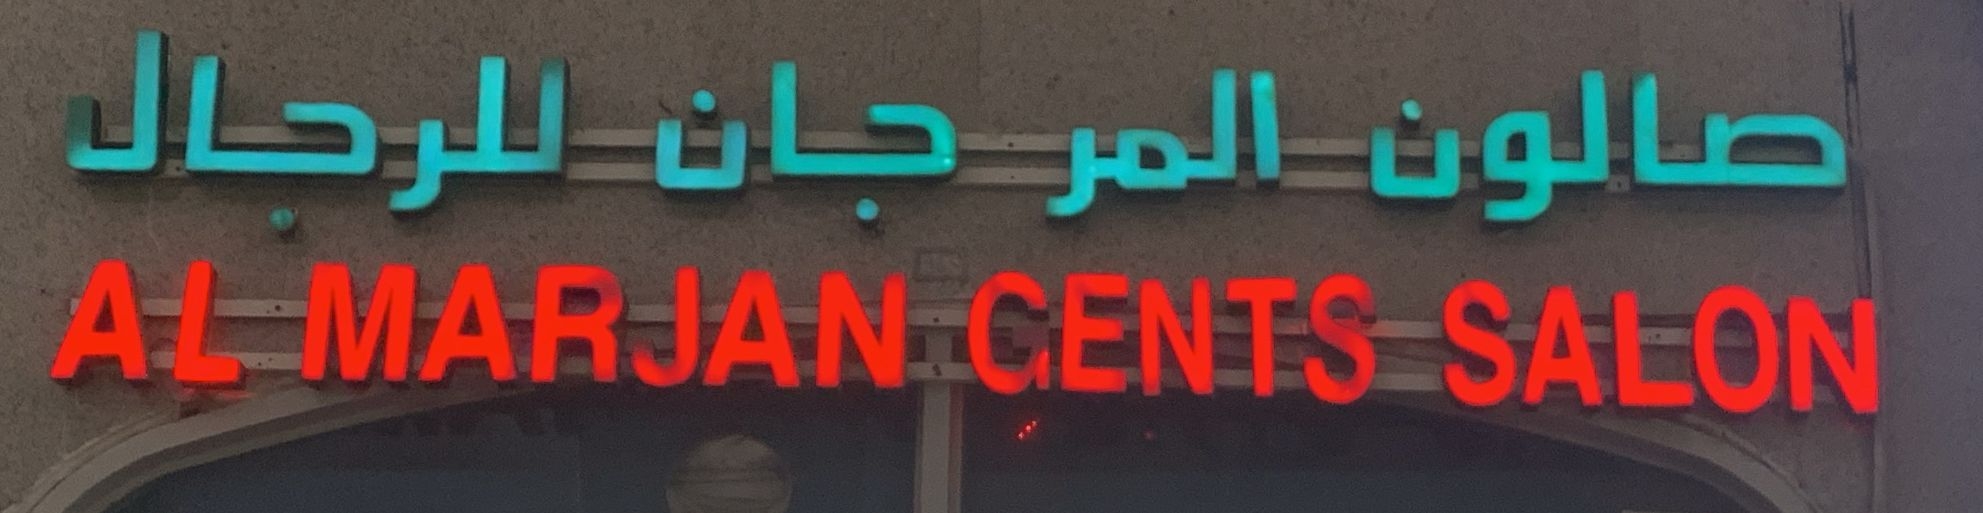 صالون المرجان للرجال
AL MARJAN GENTS SALON